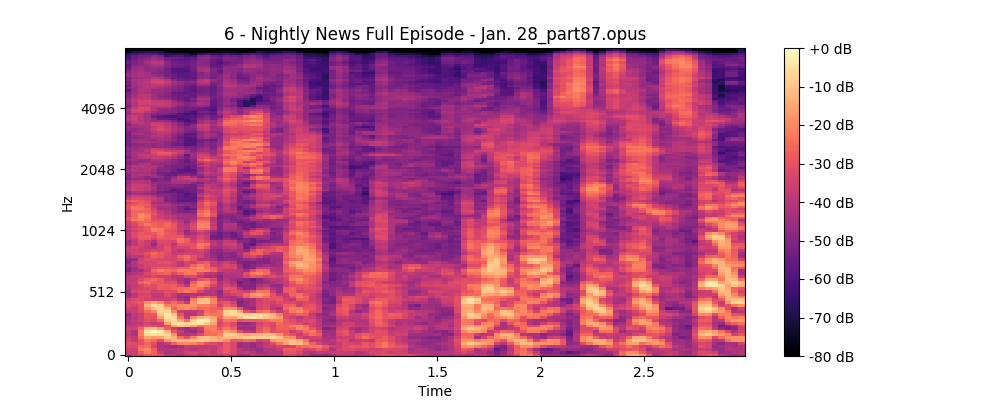 6 - Nightly News Full Episode - Jan. 28_part87.opus
Hz
4096
2048
1024
512
0
0
0.5
1
1.5
2
2.5
Time
+0 dB
-10 dB
-20 dB
-30 dB
-40 dB
-50 dB
-60 dB
-70 dB
-80 dB